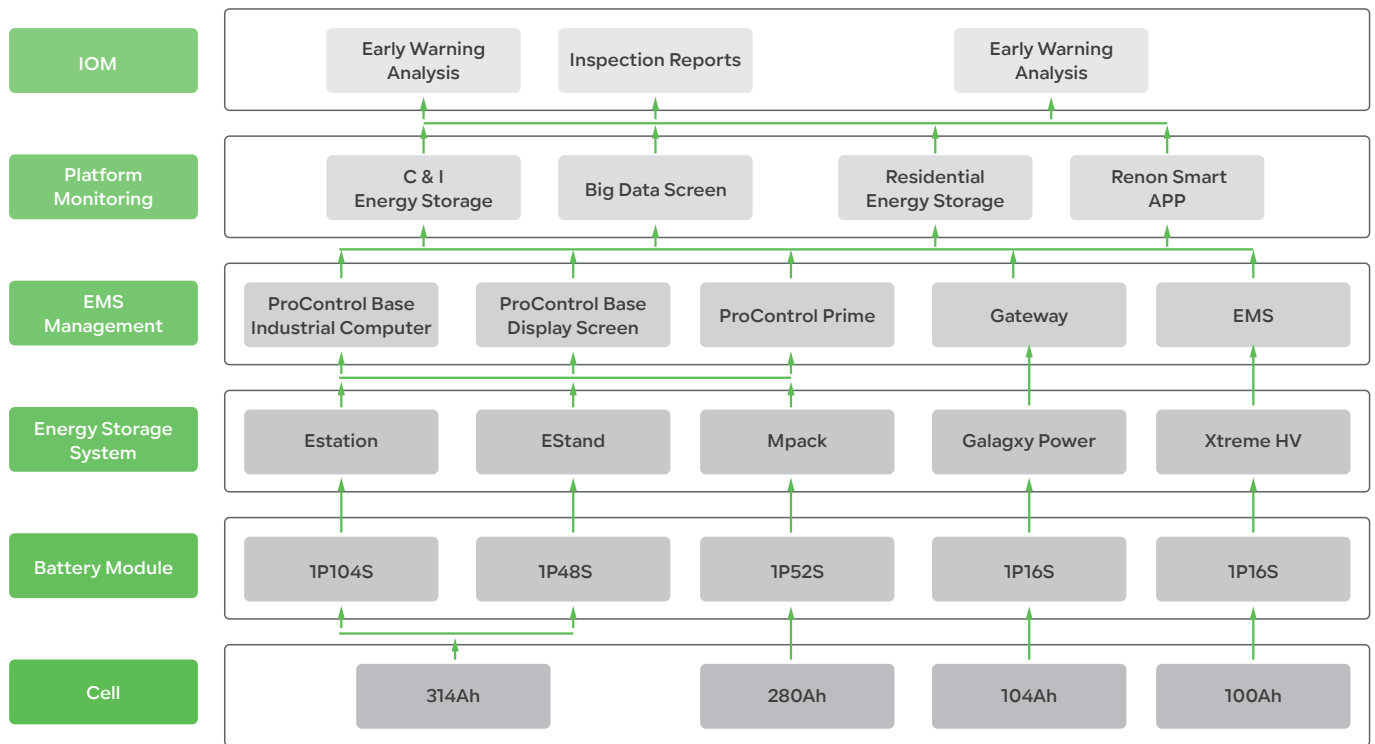 IOM
Early Warning
Analysis
Inspection Reports
Early Warning
Analysis
Platform
Monitoring
C & I
Energy Storage
Big Data Screen
Residential
Energy Storage
Renon Smart
APP
EMS
Management
ProControl Base
Industrial Computer
ProControl Base
Display Screen
ProControl Prime
Gateway
EMS
Energy Storage
System
Estation
EStand
Mpack
Galagxy Power
Xtreme HV
Battery Module
1P104S
1P48S
1P52S
1P16S
1P16S
Cell
314Ah
280Ah
104Ah
100Ah